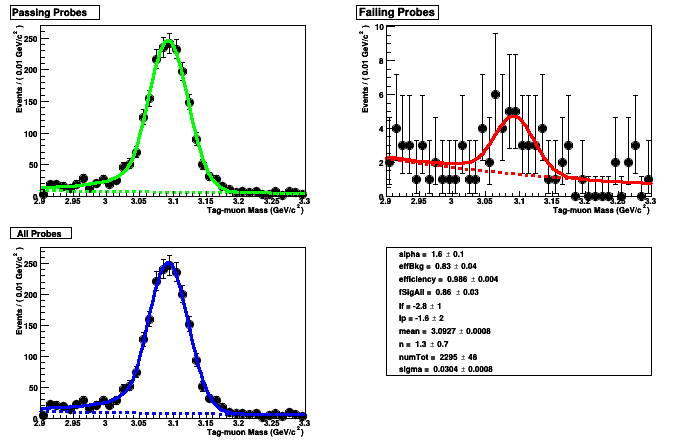 Passing Probes
Events / ( 0.01 GeV/c² )
250
200
150
100
50
0
2.9 2.95 3 3.05 3.1 3.15 3.2 3.25 3.3
Tag-muon Mass (GeV/c²)
Failing Probes
Events / ( 0.01 GeV/c² )
10
8
6
4
2
0
2.9 2.95 3 3.05 3.1 3.15 3.2 3.25 3.3
Tag-muon Mass (GeV/c²)
All Probes
Events / ( 0.01 GeV/c² )
250
200
150
100
50
0
2.9 2.95 3 3.05 3.1 3.15 3.2 3.25 3.3
Tag-muon Mass (GeV/c²)
alpha = 1.6 ± 0.1
effBkg = 0.83 ± 0.04
efficiency = 0.986 ± 0.004
fSigAll = 0.86 ± 0.03
lf = -2.8 ± 1
lp = -1.6 ± 2
mean = 3.0927 ± 0.0008
n = 1.3 ± 0.7
numTot = 2295 ± 48
sigma = 0.0304 ± 0.0008